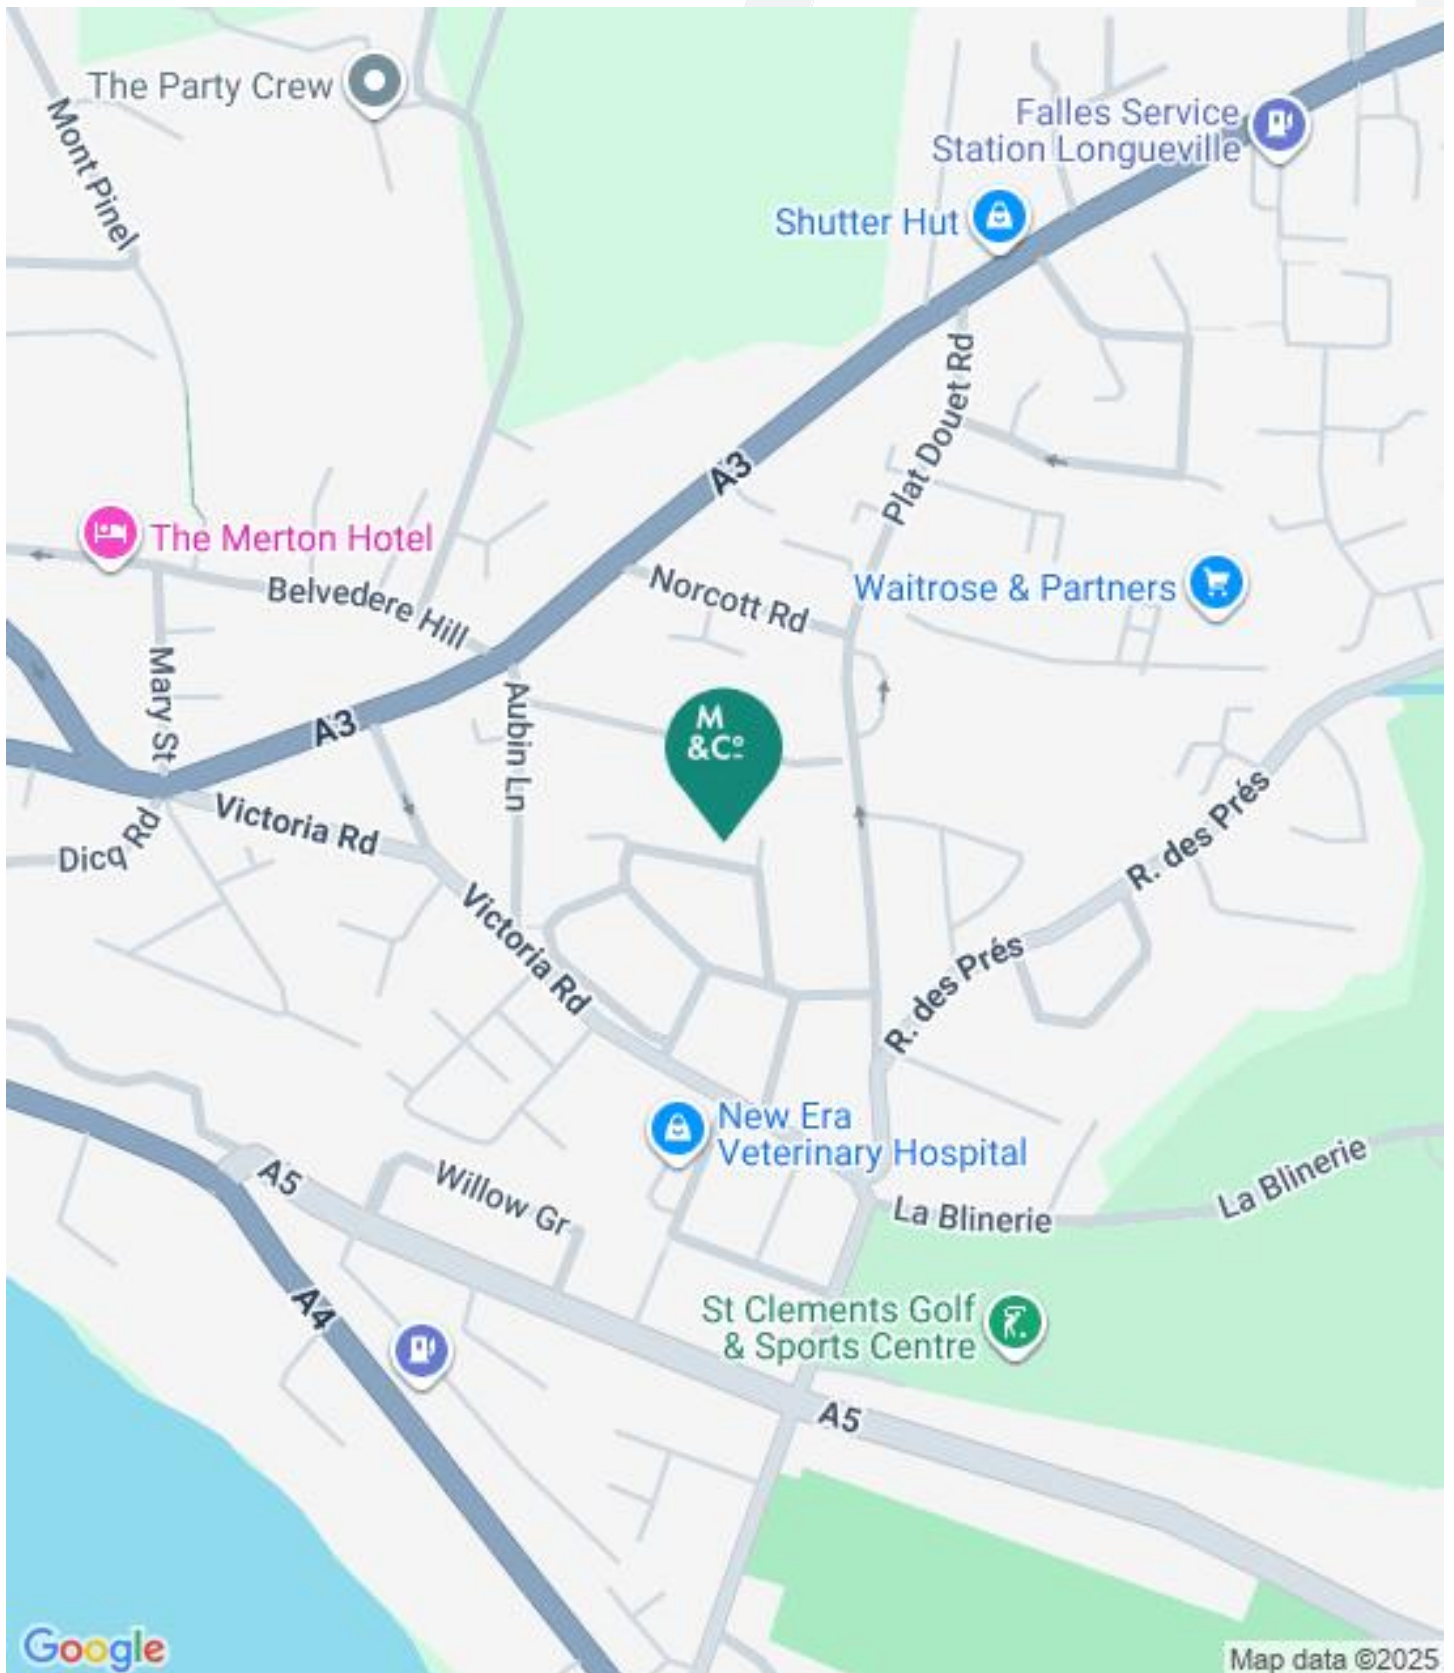 The Party Crew
Mont Pinel
Falles Service
Station Longueville
Shutter Hut
Plat Douet Rd
A3
The Merton Hotel
Belvedere Hill
Norcott Rd
Waitrose & Partners
Mary St
Aubin Ln
M
&Cº
A3
Victoria Rd
Dicq Rd
R. des Prés
Victoria Rd
R. des Prés
New Era
Veterinary Hospital
A5
Willow Gr
La Blinerie
La Blinerie
A4
St Clements Golf
& Sports Centre
A5
Google
Map data ©2025